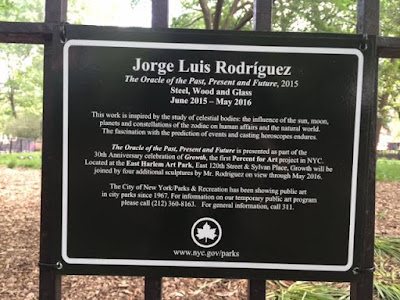 Jorge Luis Rodríguez
The Oracle of the Past, Present and Future, 2015
Steel, Wood and Glass
June 2015 – May 2016
This work is inspired by the study of celestial bodies: the influence of the sun, moon,
planets and constellations of the zodiac on human affairs and the natural world.
The fascination with the prediction of events and casting horoscopes endures.
The Oracle of the Past, Present and Future is presented as part of the
30th Anniversary celebration of Growth, the first Percent for Art project in NYC.
Located at the East Harlem Art Park, East 120th Street & Sylvan Place, Growth will be
joined by four additional sculptures by Mr. Rodriguez on view through May 2016.
The City of New York/Parks & Recreation has been showing public art
in city parks since 1967. For information on our temporary public art program
please call (212) 360-8163. For general information, call 311.
www.nyc.gov/parks